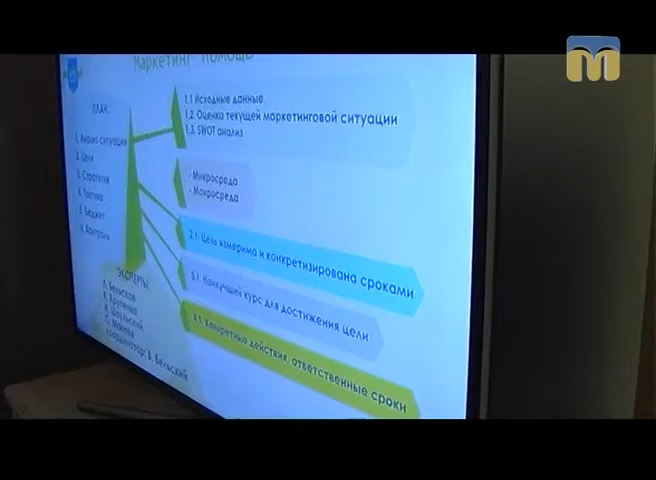 Маркетинг помощь
ПЛАН:
1. Анализ ситуации
2. Цели
3. Стратегия
4. Тактика
5. Бюджет
6. Контроль
1.1 Исходные данные
1.2. Оценка текущей маркетинговой ситуации
1.3. SWOT анализ
- Микросреда
- Макросреда
2.1. Цель измерима и конкретизирована сроками
3.1. Наилучший курс для достижения цели
4.1. Конкретные действия, ответственные сроки
ЭКСПЕРТЫ:
координатор: В. Бельский